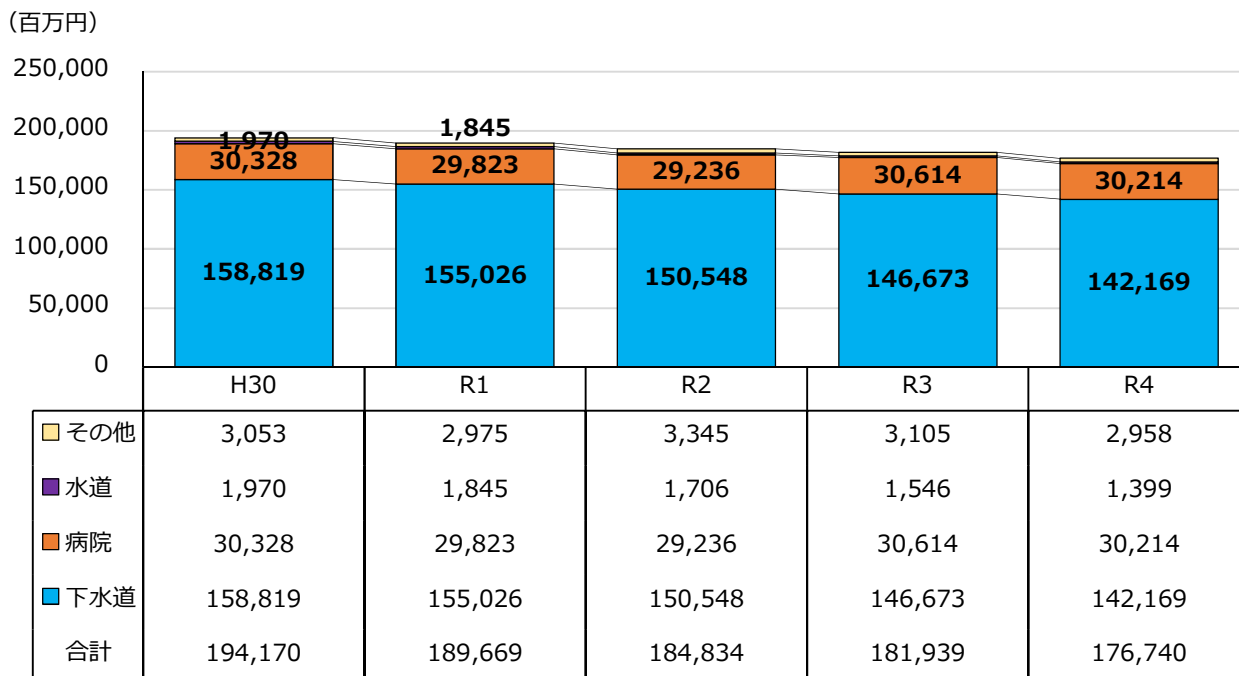 （百万円）
250,000
200,000
150,000
100,000
50,000
0
1,970 1,845
30,328 29,823 29,236 30,614 30,214
158,819 155,026 150,548 146,673 142,169
H30 R1 R2 R3 R4
その他 3,053 2,975 3,345 3,105 2,958
水道 1,970 1,845 1,706 1,546 1,399
病院 30,328 29,823 29,236 30,614 30,214
下水道 158,819 155,026 150,548 146,673 142,169
合計 194,170 189,669 184,834 181,939 176,740